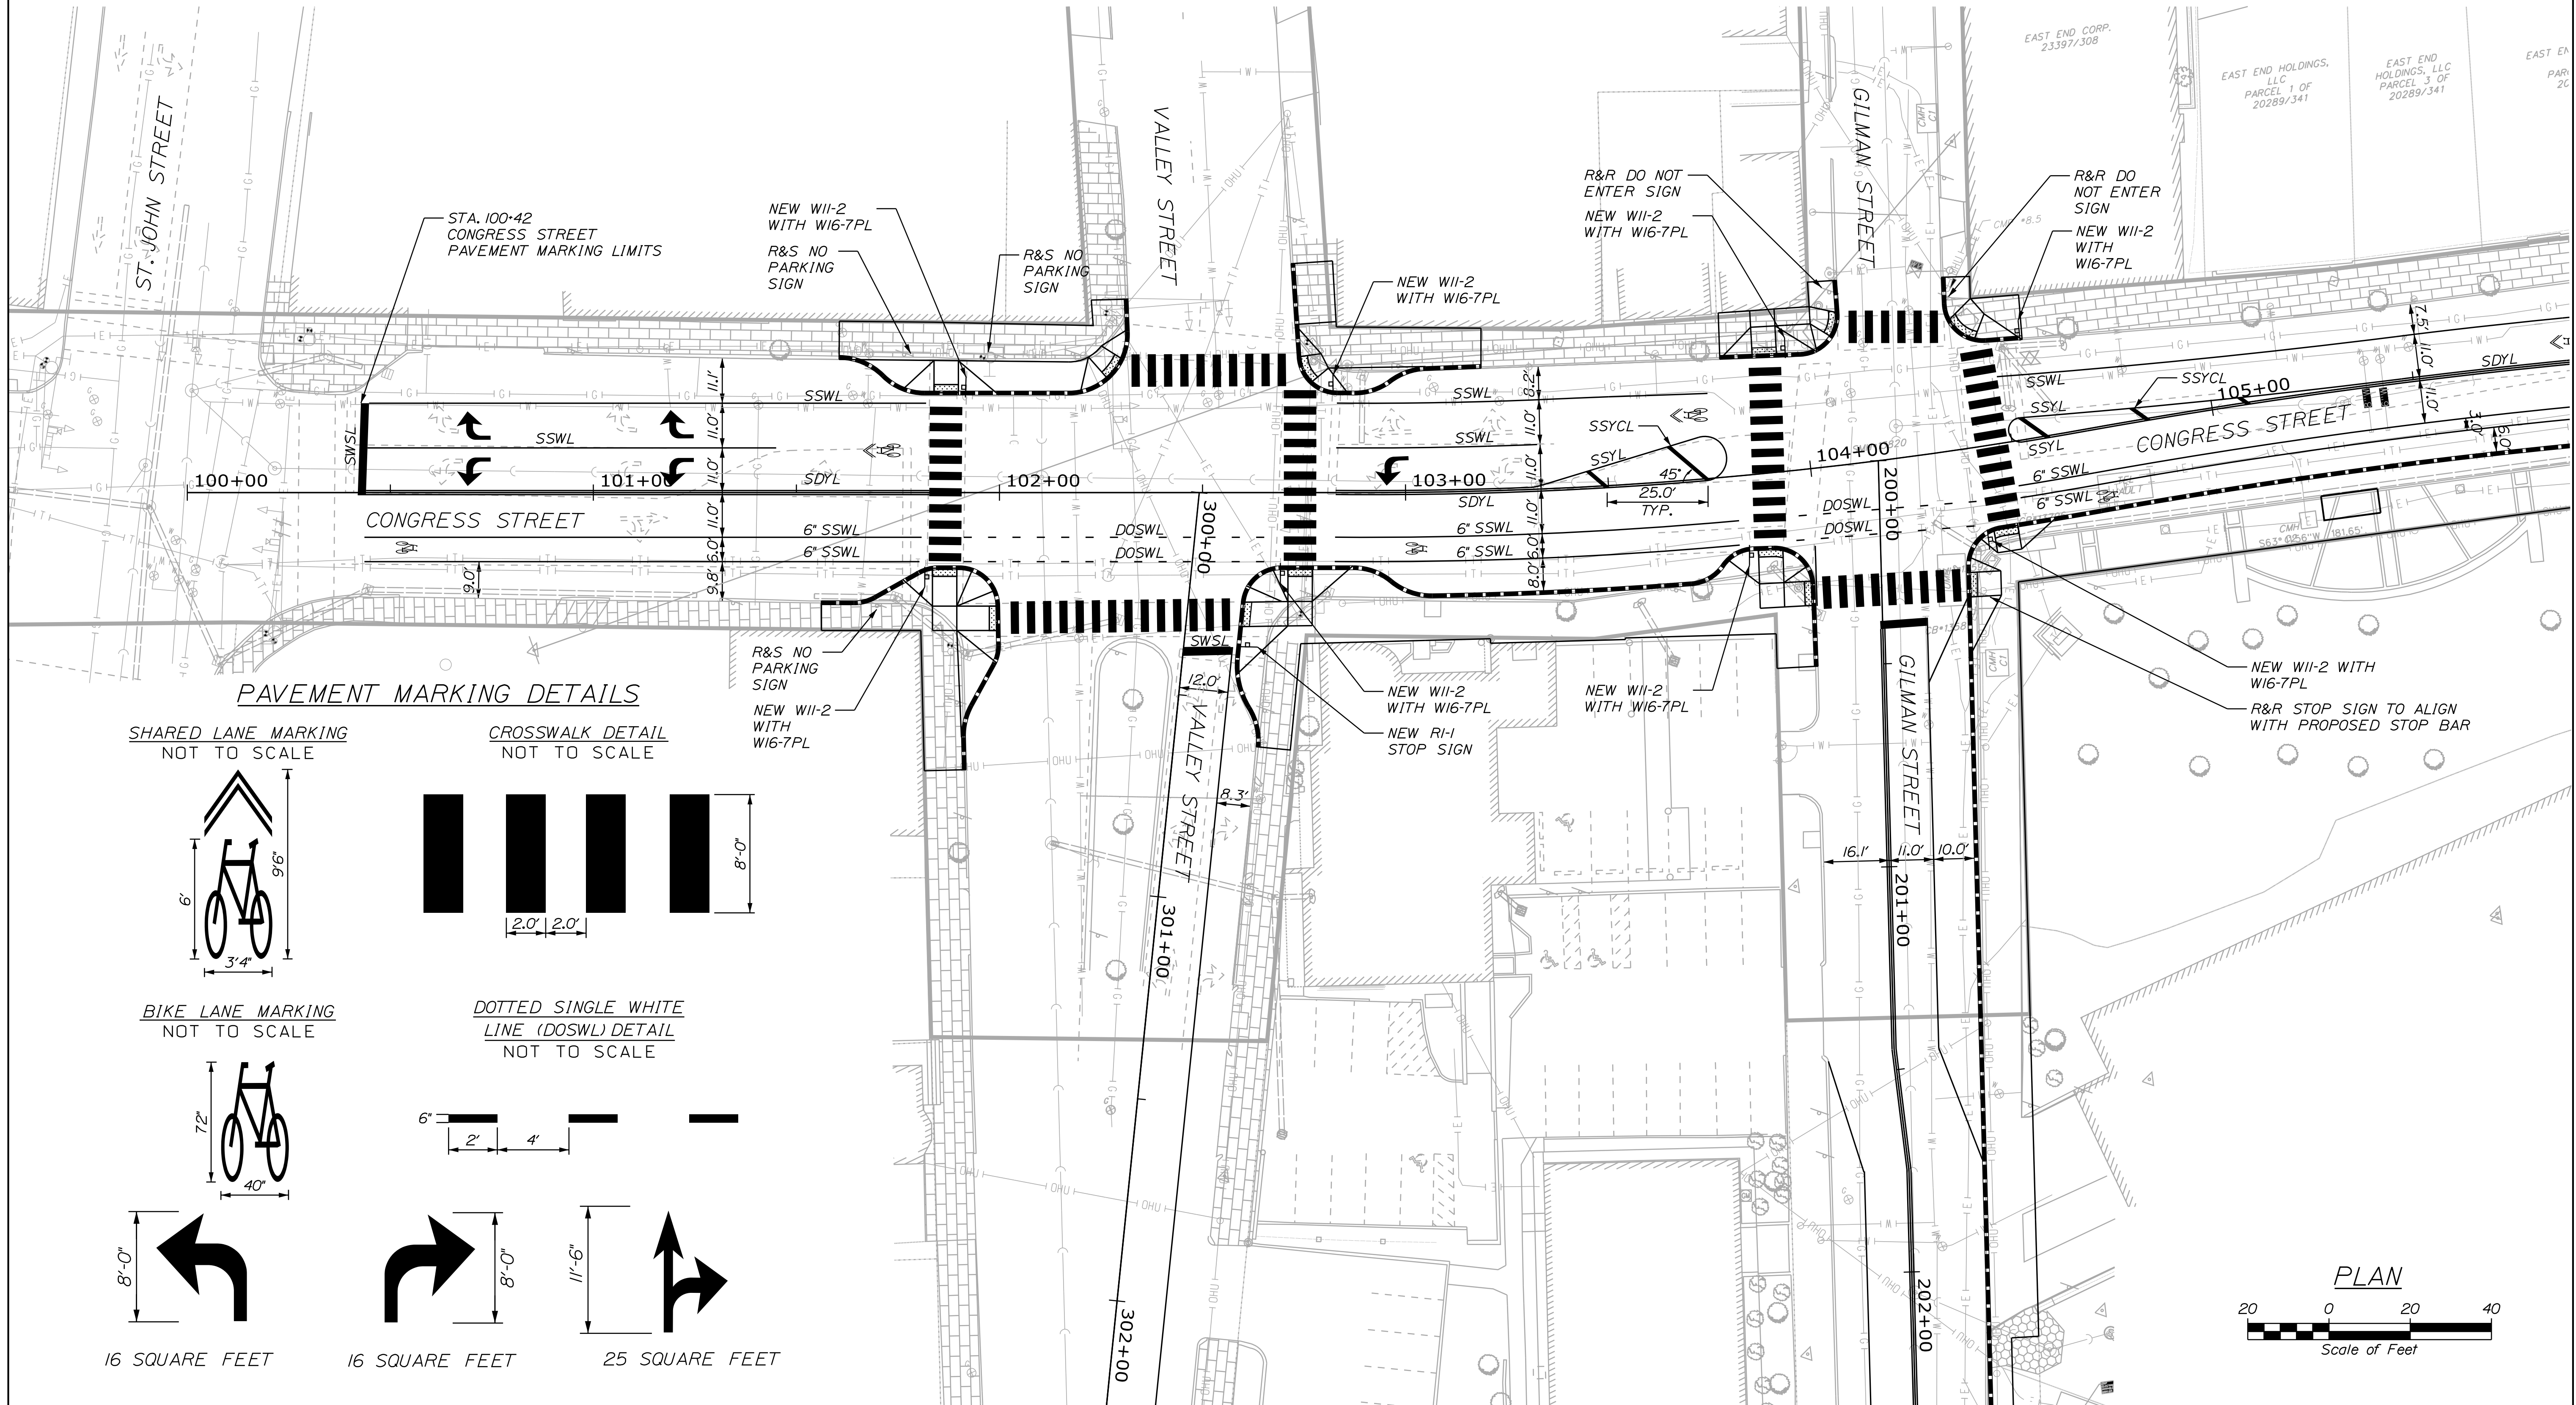 ST. JOHN STREET
VALLEY STREET
GILMAN STREET
EAST END CORP.
23397/308
EAST END HOLDINGS,
LLC
PARCEL 1 OF
20289/341
EAST END
HOLDINGS, LLC
PARCEL 3 OF
20289/341
STA. 100+42
CONGRESS STREET
PAVEMENT MARKING LIMITS
NEW W11-2
WITH W16-7PL
R&S NO
PARKING
SIGN
R&S NO
PARKING
SIGN
NEW W11-2
WITH W16-7PL
R&R DO NOT
ENTER SIGN
NEW W11-2
WITH W16-7PL
R&R DO
NOT ENTER
SIGN
NEW W11-2
WITH
W16-7PL
SWSL
SSWL
SSWL
SDYL
11.1'
11.0'
11.0'
11.0'
6.0'
9.8'
9.0'
100+00
101+00
102+00
103+00
104+00
105+00
CONGRESS STREET
6" SSWL
6" SSWL
DOSWL
DOSWL
300+00
SSWL
SSWL
SDYL
SSYL
SSYCL
45°
25.0'
TYP.
8.2'
11.0'
11.0'
11.0'
6.0'
8.0'
6" SSWL
6" SSWL
DOSWL
DOSWL
200+00
SSWL
SSYL
SSYL
SSYCL
SDYL
CONGRESS STREET
7.5'
11.0'
11.0'
3.0'
6.0'
6" SSWL
6" SSWL
R&S NO
PARKING
SIGN
NEW W11-2
WITH
W16-7PL
SWSL
12.0'
8.3'
VALLEY STREET
301+00
302+00
NEW W11-2
WITH W16-7PL
NEW R1-1
STOP SIGN
NEW W11-2
WITH W16-7PL
GILMAN STREET
16.1'
11.0'
10.0'
201+00
202+00
NEW W11-2 WITH
W16-7PL
R&R STOP SIGN TO ALIGN
WITH PROPOSED STOP BAR
PAVEMENT MARKING DETAILS
SHARED LANE MARKING
NOT TO SCALE
6'
9'6"
3'4"
CROSSWALK DETAIL
NOT TO SCALE
8'-0"
2.0'
2.0'
BIKE LANE MARKING
NOT TO SCALE
72"
40"
DOTTED SINGLE WHITE
LINE (DOSWL) DETAIL
NOT TO SCALE
6"
2'
4'
8'-0"
16 SQUARE FEET
8'-0"
16 SQUARE FEET
11'-6"
25 SQUARE FEET
PLAN
20 0 20 40
Scale of Feet